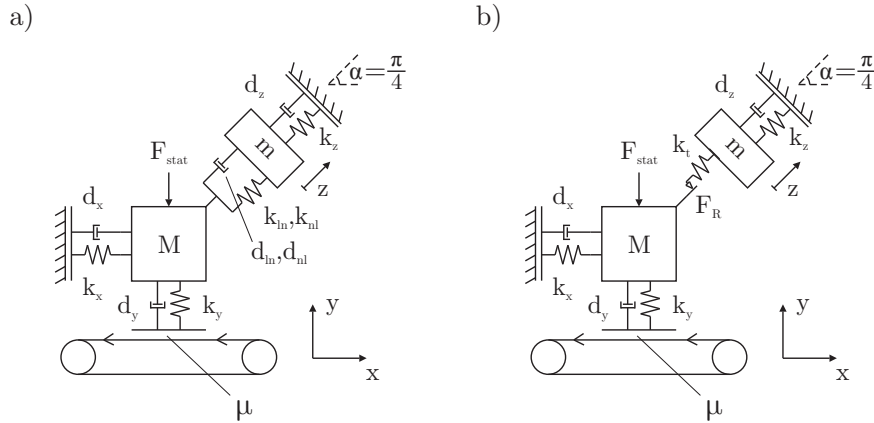 a)
α=π/4
d_z
k_z
m
z
F_stat
d_x
M
k_ln,k_nl
d_ln,d_nl
k_x
d_y
k_y
y
x
μ
b)
α=π/4
d_z
k_t
k_z
m
z
F_stat
F_R
d_x
M
k_x
d_y
k_y
y
x
μ